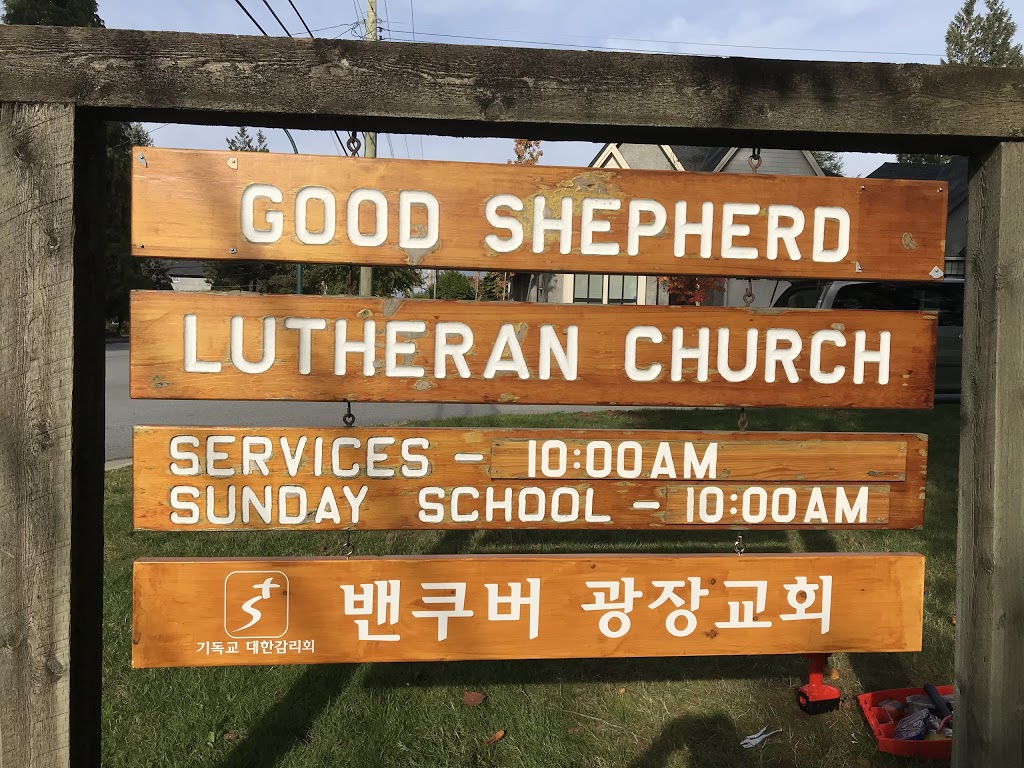 GOOD SHEPHERD
LUTHERAN CHURCH
SERVICES - 10:00AM
SUNDAY SCHOOL - 10:00AM
기독교 대한감리회
밴쿠버 광장교회